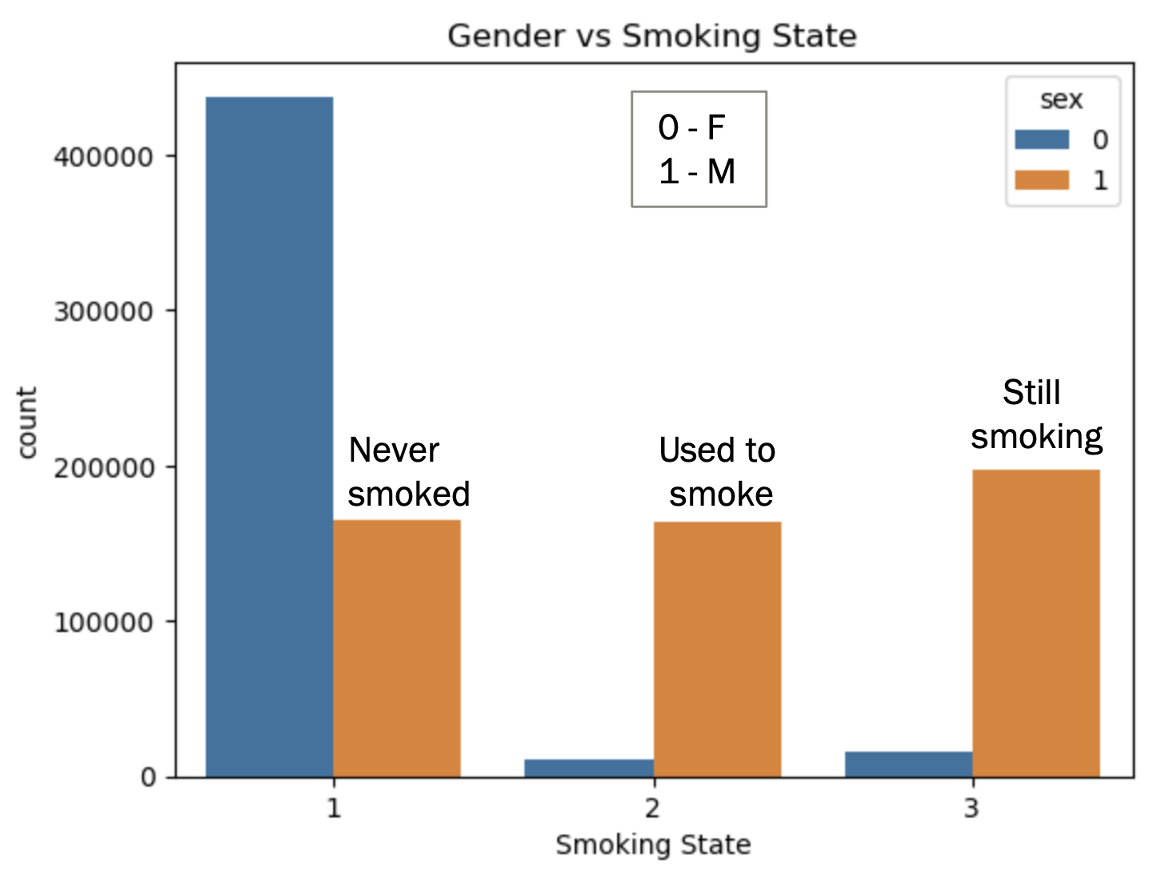 Gender vs Smoking State
sex
0
1
0 - F
1 - M
400000
300000
200000
100000
0
count
Never
smoked
Used to
smoke
Still
smoking
1
2
3
Smoking State